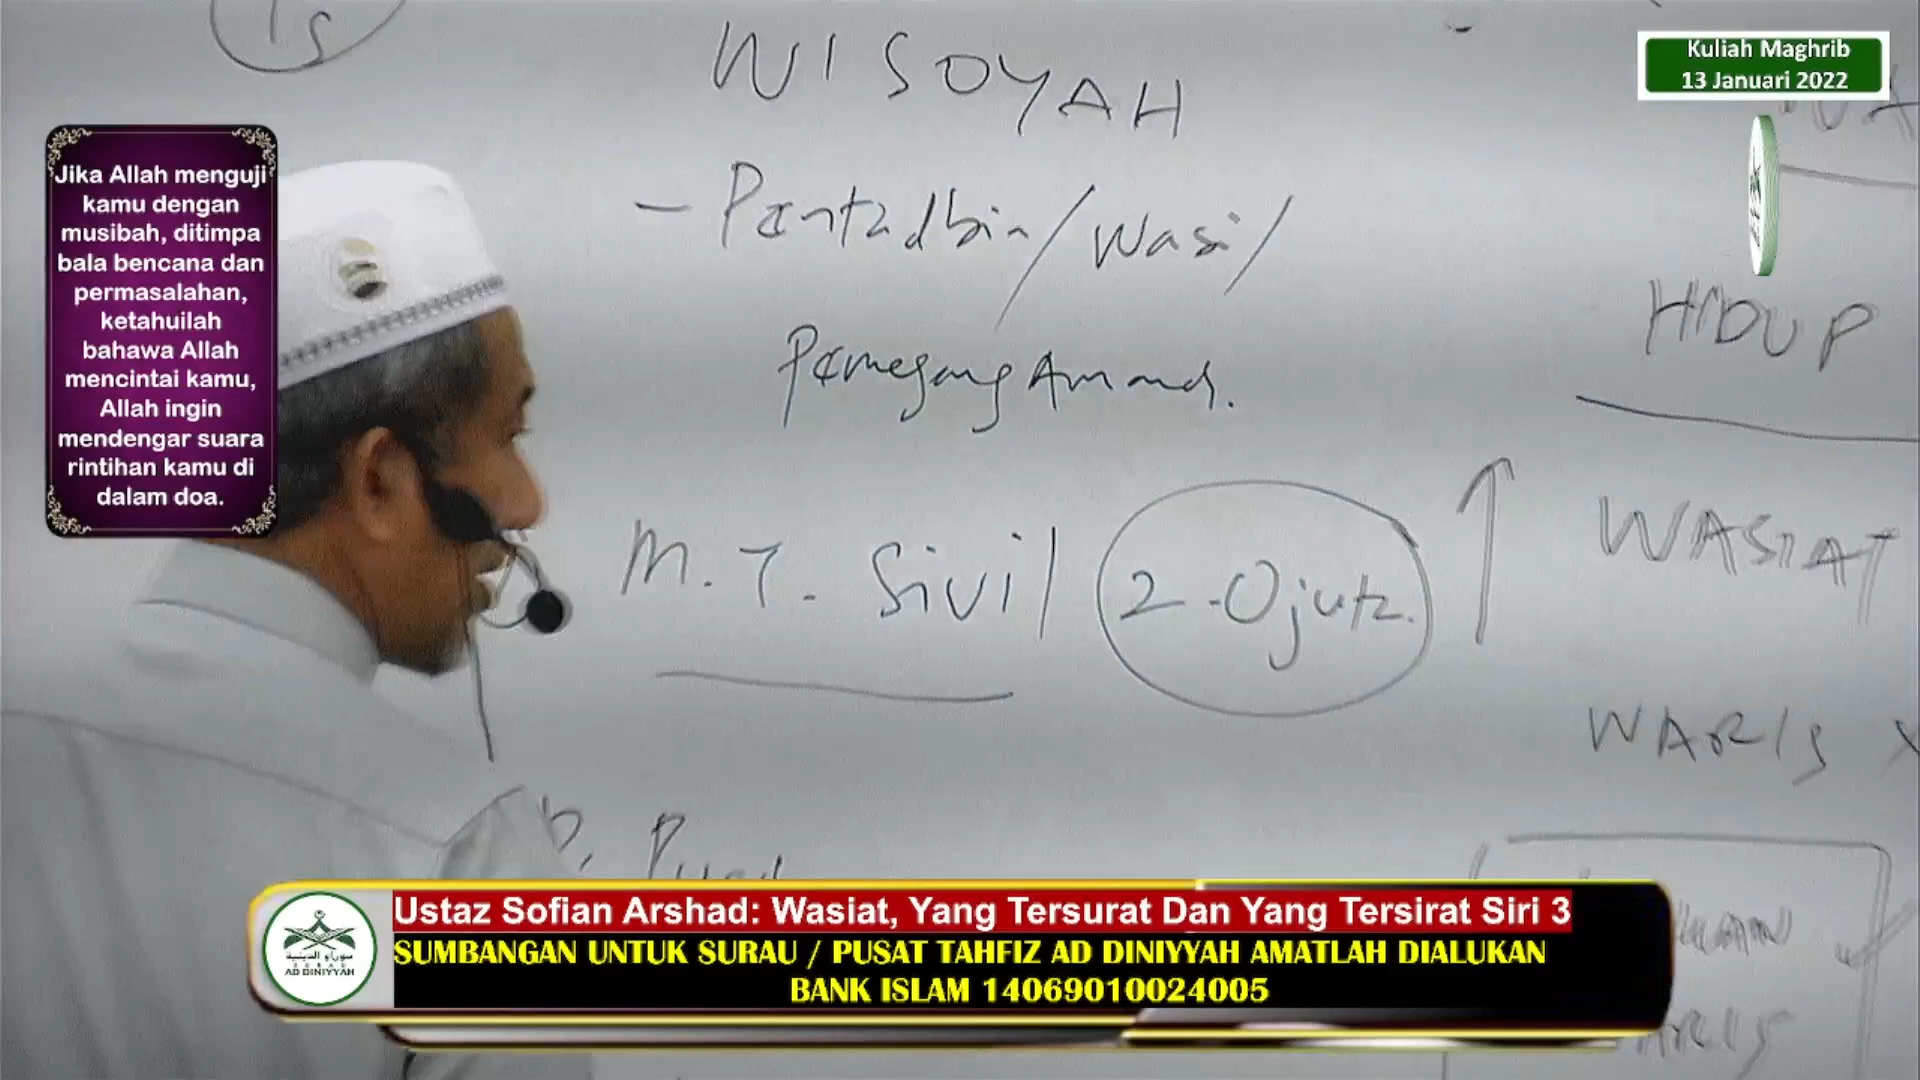 WISOYAH
- Pentadbir/Wasi/
Pemegang Amanah.
M.T. Sivil 2-0juta.
HIDUP
WASIAT
WARIS X
Kuliah Maghrib
13 Januari 2022
Jika Allah menguji
kamu dengan
musibah, ditimpa
bala bencana dan
permasalahan,
ketahuilah
bahawa Allah
mencintai kamu,
Allah ingin
mendengar suara
rintihan kamu di
dalam doa.
AD DINIYYAH
Ustaz Sofian Arshad: Wasiat, Yang Tersurat Dan Yang Tersirat Siri 3
SUMBANGAN UNTUK SURAU / PUSAT TAHFIZ AD DINIYYAH AMATLAH DIALUKAN
BANK ISLAM 14069010024005